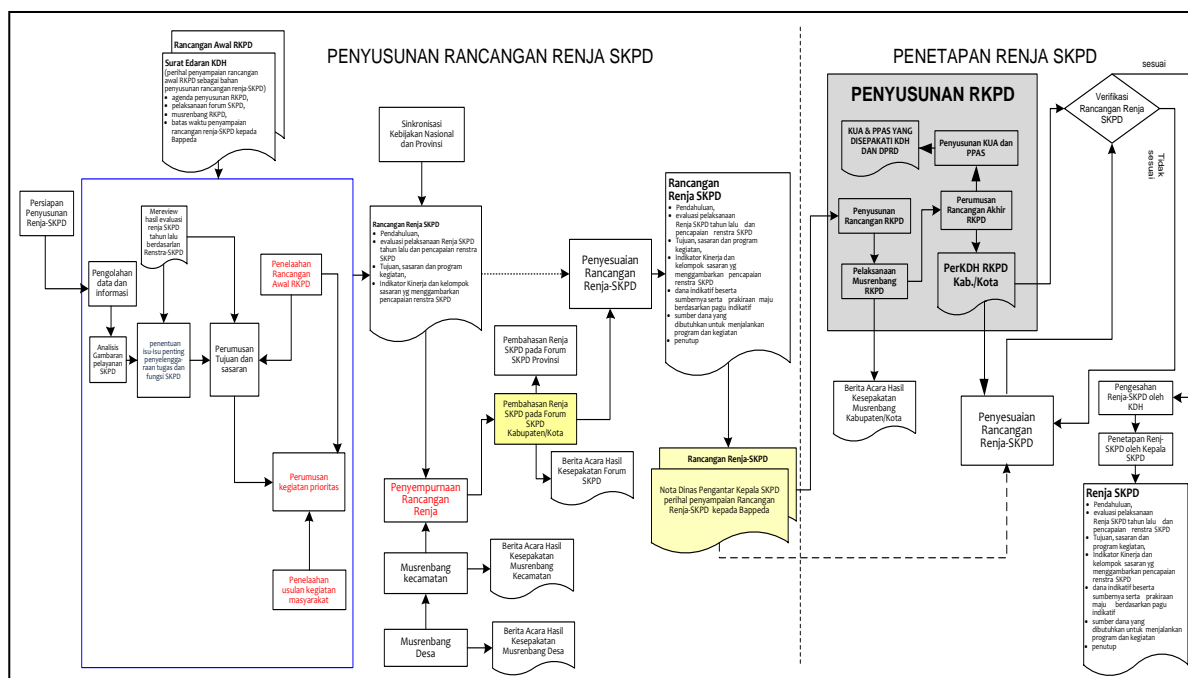 PENYUSUNAN RANCANGAN RENJA SKPD
PENETAPAN RENJA SKPD
Rancangan Awal RKPD
Surat Edaran KDH
(perihal penyampaian rancangan
awal RKPD sebagai bahan
penyusunan rancangan renja-SKPD)
• agenda penyusunan RKPD,
• pelaksanaan forum SKPD,
• musrenbang RKPD,
• batas waktu penyampaian
rancangan renja-SKPD kepada
Bappeda
Persiapan
Penyusunan
Renja-SKPD
Mereview
hasil evaluasi
renja SKPD
tahun lalu
berdasarlan
Renstra-SKPD
Pengolahan
data dan
informasi
Penelaahan
Rancangan
Awal RKPD
Analisis
Gambaran
pelayanan
SKPD
penentuan
isu-isu penting
penyelengga-
raan tugas dan
fungsi SKPD
Perumusan
Tujuan dan
sasaran
Perumusan
kegiatan prioritas
Penelaahan
usulan kegiatan
masyarakat
Sinkronisasi
Kebijakan Nasional
dan Provinsi
Rancangan Renja SKPD
• Pendahuluan,
• evaluasi pelaksanaan Renja SKPD
tahun lalu dan pencapaian renstra
SKPD
• Tujuan, sasaran dan program
kegiatan,
• Indikator Kinerja dan kelompok
sasaran yg menggambarkan
pencapaian renstra SKPD
Penyempurnaan
Rancangan
Renja
Musrenbang
kecamatan
Berita Acara Hasil
Kesepakatan
Musrenbang
Kecamatan
Musrenbang
Desa
Berita Acara Hasil
Kesepakatan
Musrenbang Desa
Pembahasan Renja
SKPD pada Forum
SKPD Provinsi
Pembahasan Renja
SKPD pada Forum
SKPD
Kabupaten/Kota
Berita Acara Hasil
Kesepakatan Forum
SKPD
Penyesuaian
Rancangan
Renja-SKPD
Rancangan
Renja SKPD
• Pendahuluan,
• evaluasi pelaksanaan
Renja SKPD tahun lalu dan
pencapaian renstra SKPD
• Tujuan, sasaran dan program
kegiatan,
• Indikator Kinerja dan
kelompok sasaran yg
menggambarkan pencapaian
renstra SKPD
• dana indikatif beserta
sumbernya serta prakiraan maju
berdasarkan pagu indikatif
• sumber dana yang
dibutuhkan untuk menjalankan
program dan kegiatan
• penutup
Rancangan Renja-SKPD
Nota Dinas Pengantar Kepala SKPD
perihal penyampaian Rancangan
Renja-SKPD kepada Bappeda
PENYUSUNAN RKPD
KUA & PPAS YANG
DISEPAKATI KDH
DAN DPRD
Penyusunan KUA dan
PPAS
Penyusunan
Rancangan RKPD
Perumusan
Rancangan Akhir
RKPD
Pelaksanaan
Musrenbang
RKPD
PerKDH RKPD
Kab./Kota
Berita Acara Hasil
Kesepakatan
Musrenbang
Kabupaten/Kota
Penyesuaian
Rancangan
Renja-SKPD
sesuai
Verifikasi
Rancangan Renja
SKPD
Tidak
sesuai
Pengesahan
Renja-SKPD oleh
KDH
Penetapan Renj-
SKPD oleh Kepala
SKPD
Renja SKPD
• Pendahuluan,
• evaluasi pelaksanaan
Renja SKPD tahun lalu dan
pencapaian renstra SKPD
• Tujuan, sasaran dan
program kegiatan,
• Indikator Kinerja dan
kelompok sasaran yg
menggambarkan pencapaian
renstra SKPD
• dana indikatif beserta
sumbernya serta prakiraan
maju berdasarkan pagu
indikatif
• sumber dana yang
dibutuhkan untuk menjalankan
program dan kegiatan
• penutup